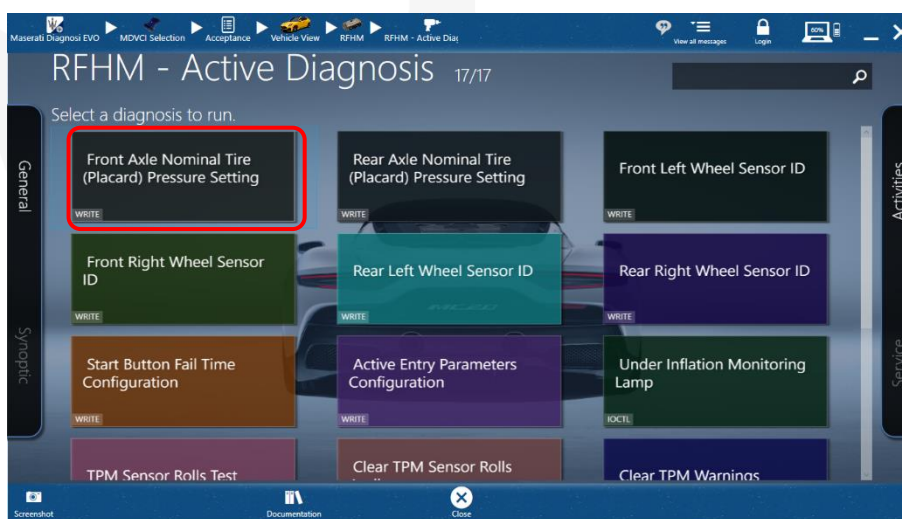 Maserati Diagnosi EVO
MDVCI Selection
Acceptance
Vehicle View
RFHM
RFHM - Active Diag
View all messages
Login
60%
RFHM - Active Diagnosis 17/17
Select a diagnosis to run.
General
Synoptic
Activities
Service
Front Axle Nominal Tire
(Placard) Pressure Setting
WRITE
Rear Axle Nominal Tire
(Placard) Pressure Setting
WRITE
Front Left Wheel Sensor ID
WRITE
Front Right Wheel Sensor
ID
WRITE
Rear Left Wheel Sensor ID
WRITE
Rear Right Wheel Sensor ID
WRITE
Start Button Fail Time
Configuration
WRITE
Active Entry Parameters
Configuration
WRITE
Under Inflation Monitoring
Lamp
IOCTL
TPM Sensor Rolls Test
Clear TPM Sensor Rolls
Clear TPM Warnings
MC20
Screenshot
Documentation
Close